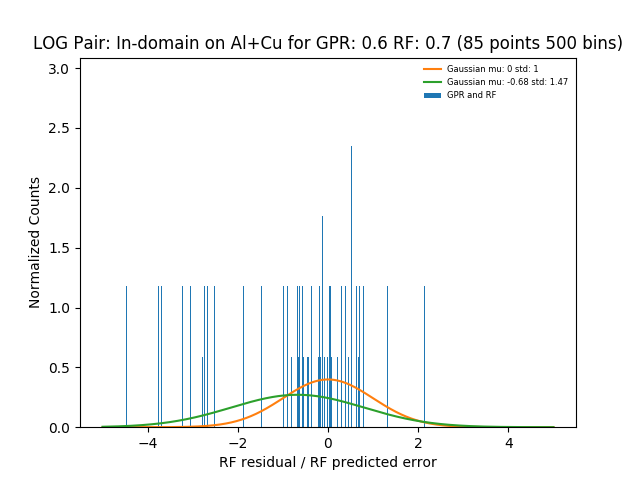 LOG Pair: In-domain on Al+Cu for GPR: 0.6 RF: 0.7 (85 points 500 bins)
Gaussian mu: 0 std: 1
Gaussian mu: -0.68 std: 1.47
GPR and RF
3.0
2.5
2.0
1.5
1.0
0.5
0.0
Normalized Counts
−4
−2
0
2
4
RF residual / RF predicted error